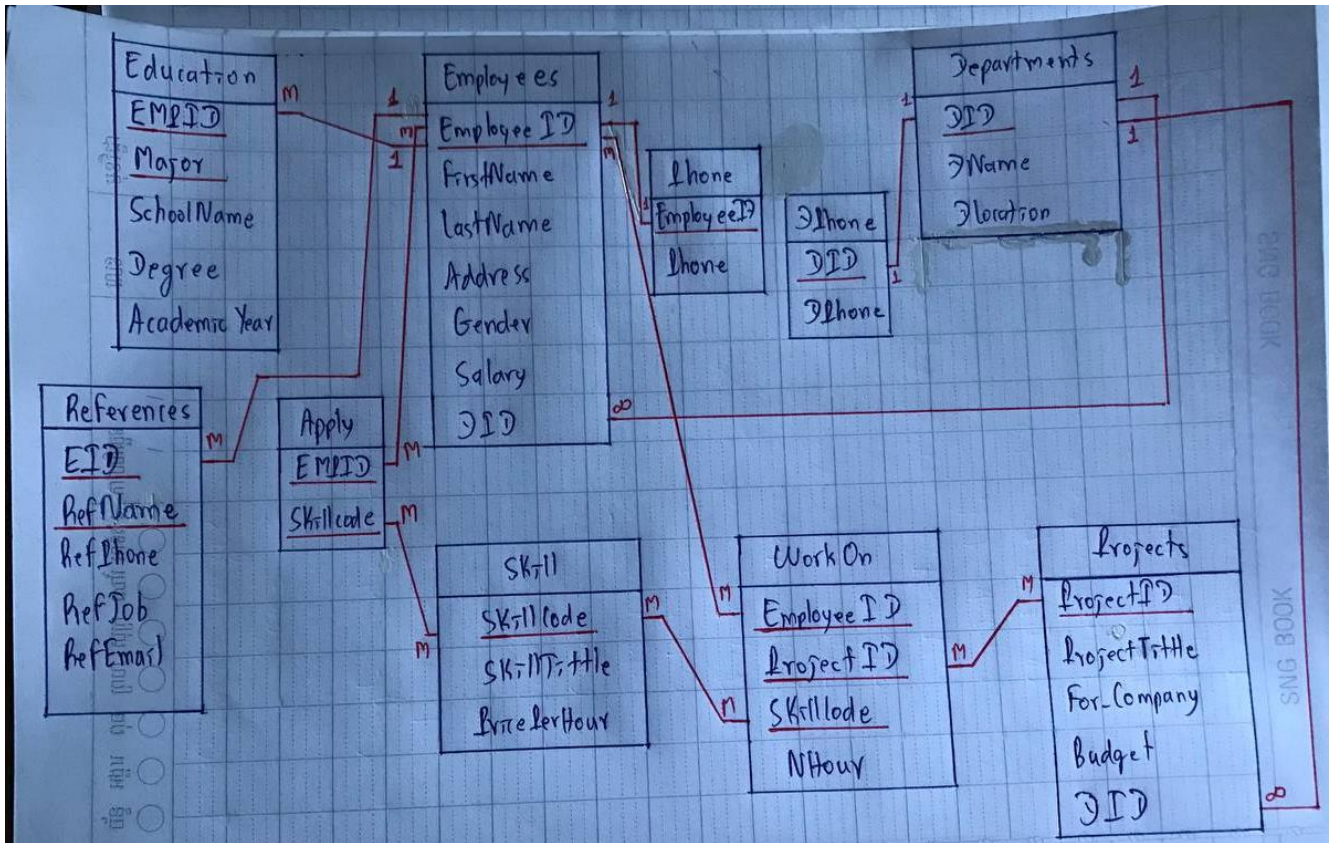 Education
EMPID
Major
SchoolName
Degree
Academic Year
M
1
Employees
Employee ID
FirstName
LastName
Address
Gender
Salary
DID
1
M
1
M
∞
Phone
EmployeeID
Phone
1
DPhone
DID
DPhone
1
1
Departments
DID
DName
Dlocation
1
1
References
EID
RefName
RefPhone
RefJob
RefEmail
M
Apply
EMPID
Skillcode
M
M
Skill
SkillCode
SkillTittle
PricePerHour
M
M
WorkOn
EmployeeID
ProjectID
SkillCode
NHour
M
M
M
Projects
ProjectID
ProjectTittle
For_Company
Budget
DID
M
∞
SNG BOOK
SNG BOOK